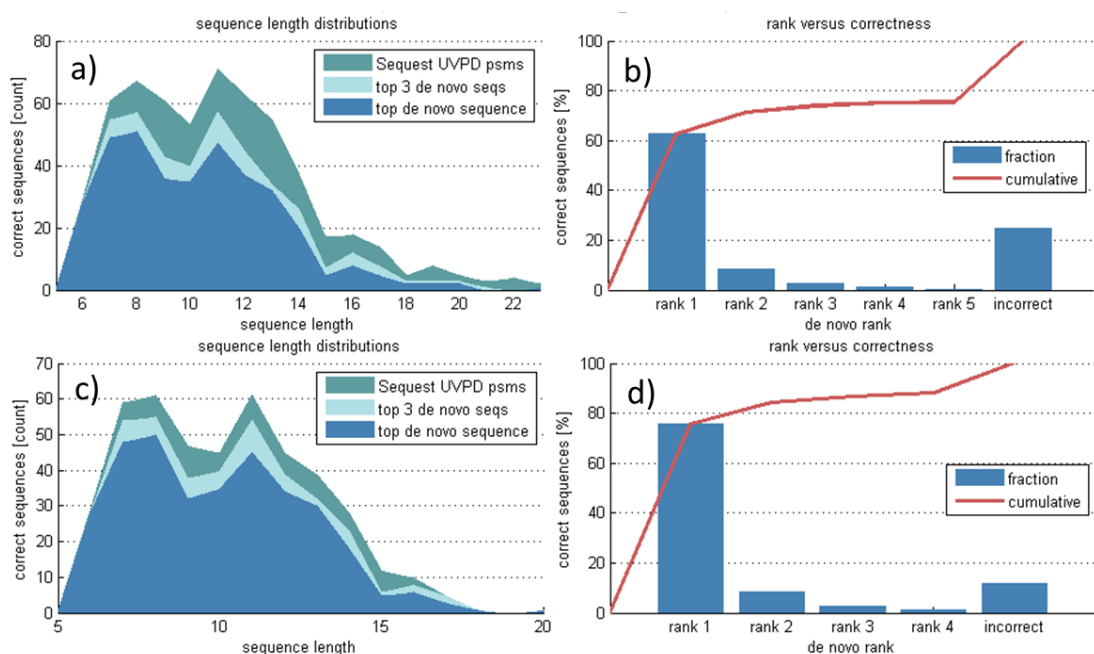 sequence length distributions
a)
correct sequences [count]
80
60
40
20
0
Sequest UVPD psms
top 3 de novo seqs
top de novo sequence
6 8 10 12 14 16 18 20 22
sequence length
rank versus correctness
b)
correct sequences [%]
100
80
60
40
20
0
fraction
cumulative
rank 1 rank 2 rank 3 rank 4 rank 5 incorrect
de novo rank
sequence length distributions
c)
correct sequences [count]
70
60
50
40
30
20
10
0
Sequest UVPD psms
top 3 de novo seqs
top de novo sequence
5 10 15 20
sequence length
rank versus correctness
d)
correct sequences [%]
100
80
60
40
20
0
fraction
cumulative
rank 1 rank 2 rank 3 rank 4 incorrect
de novo rank